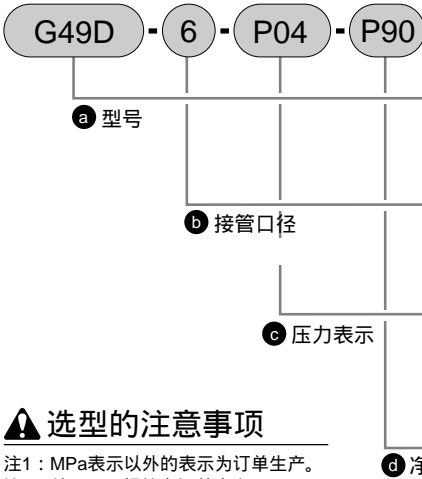 G49D - 6 - P04 - P90
a 型号
b 接管口径
c 压力表示
⚠ 选型的注意事项
注1：MPa表示以外的表示为订单生产。
d 净